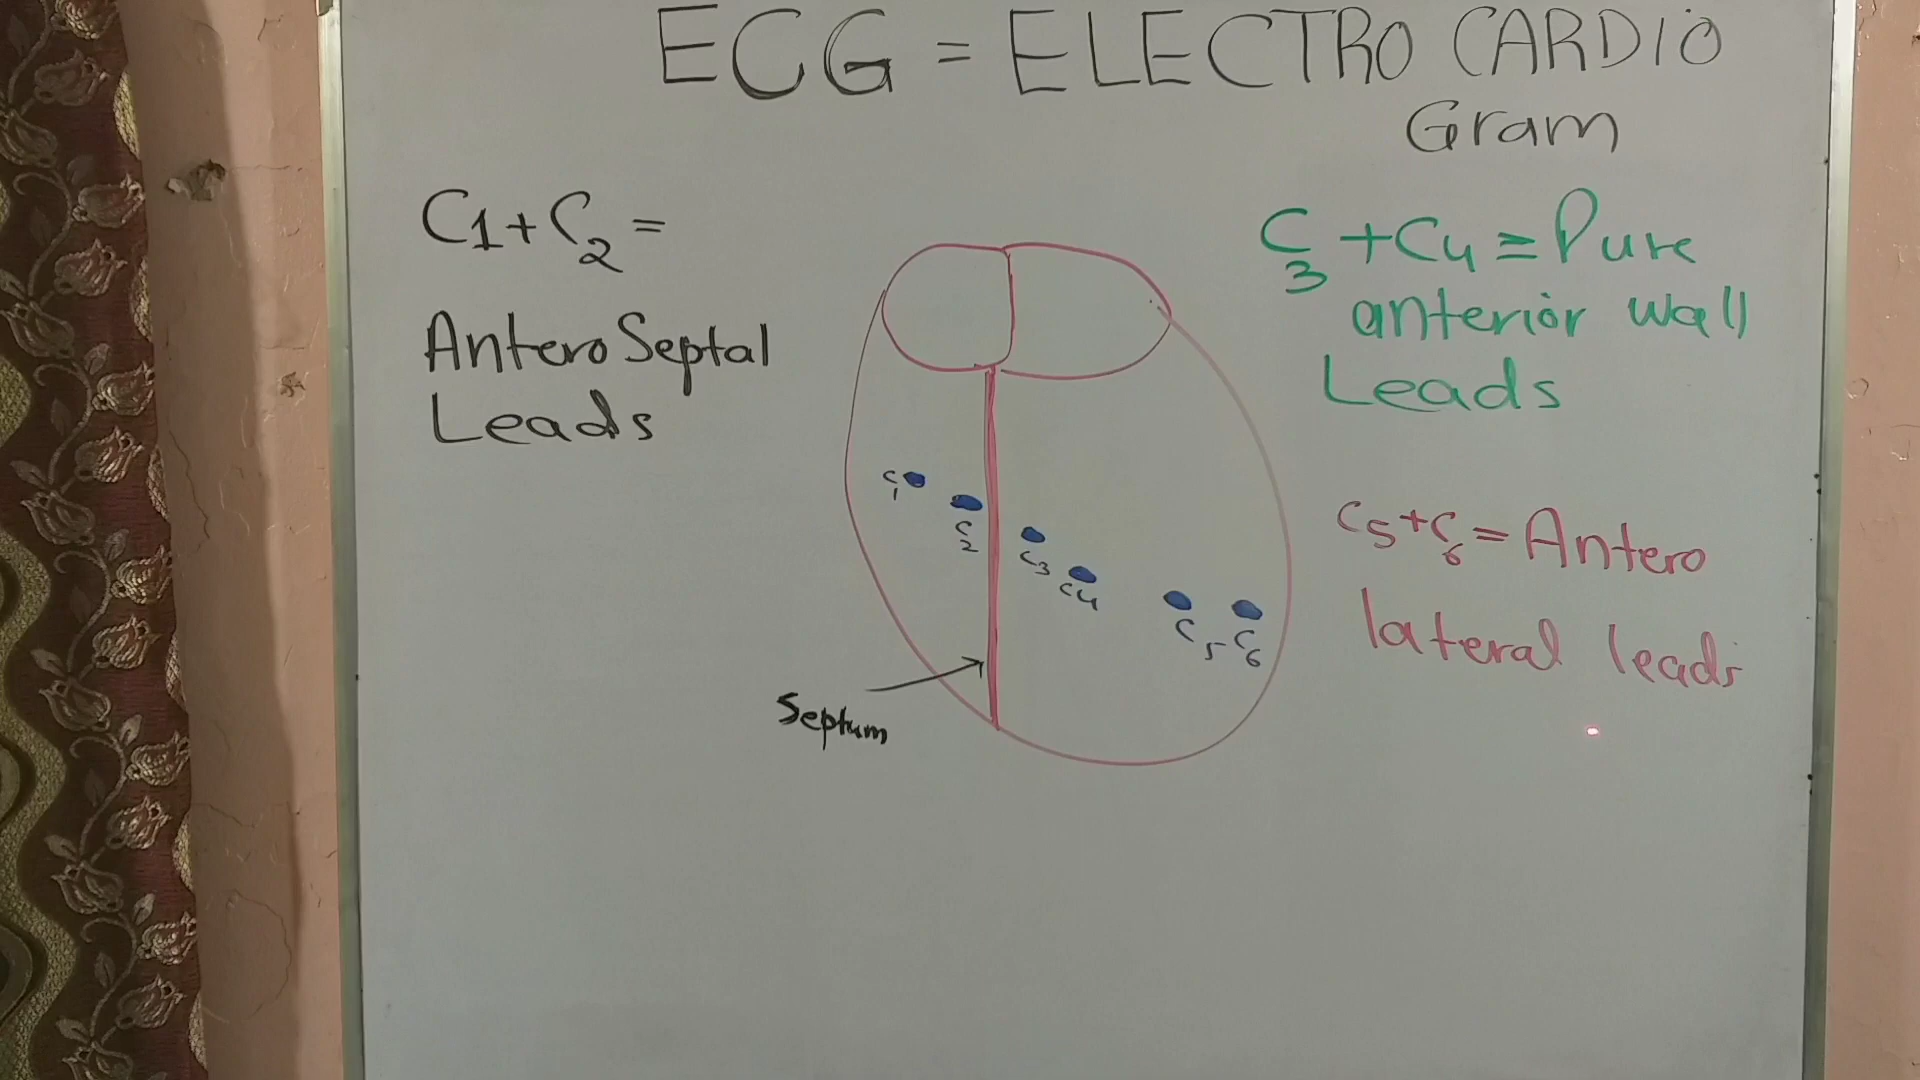 ECG = ELECTRO CARDIO
Gram
C1 + C2 =
Antero Septal
Leads
C3 + C4 = Pure
anterior wall
Leads
C1
C2
C3
C4
C5
C6
C5 + C6 = Antero
lateral leads
Septum